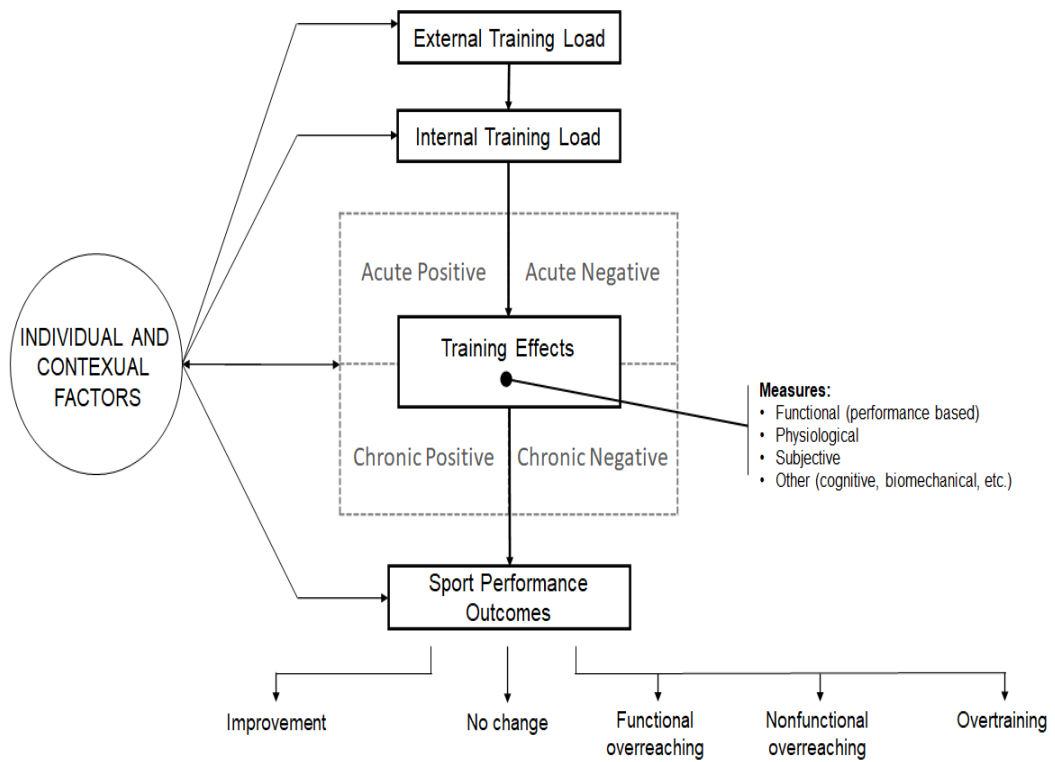 External Training Load
Internal Training Load
Acute Positive
Acute Negative
INDIVIDUAL AND
CONTEXUAL
FACTORS
Training Effects
Measures:
• Functional (performance based)
• Physiological
• Subjective
• Other (cognitive, biomechanical, etc.)
Chronic Positive
Chronic Negative
Sport Performance
Outcomes
Improvement
No change
Functional
overreaching
Nonfunctional
overreaching
Overtraining